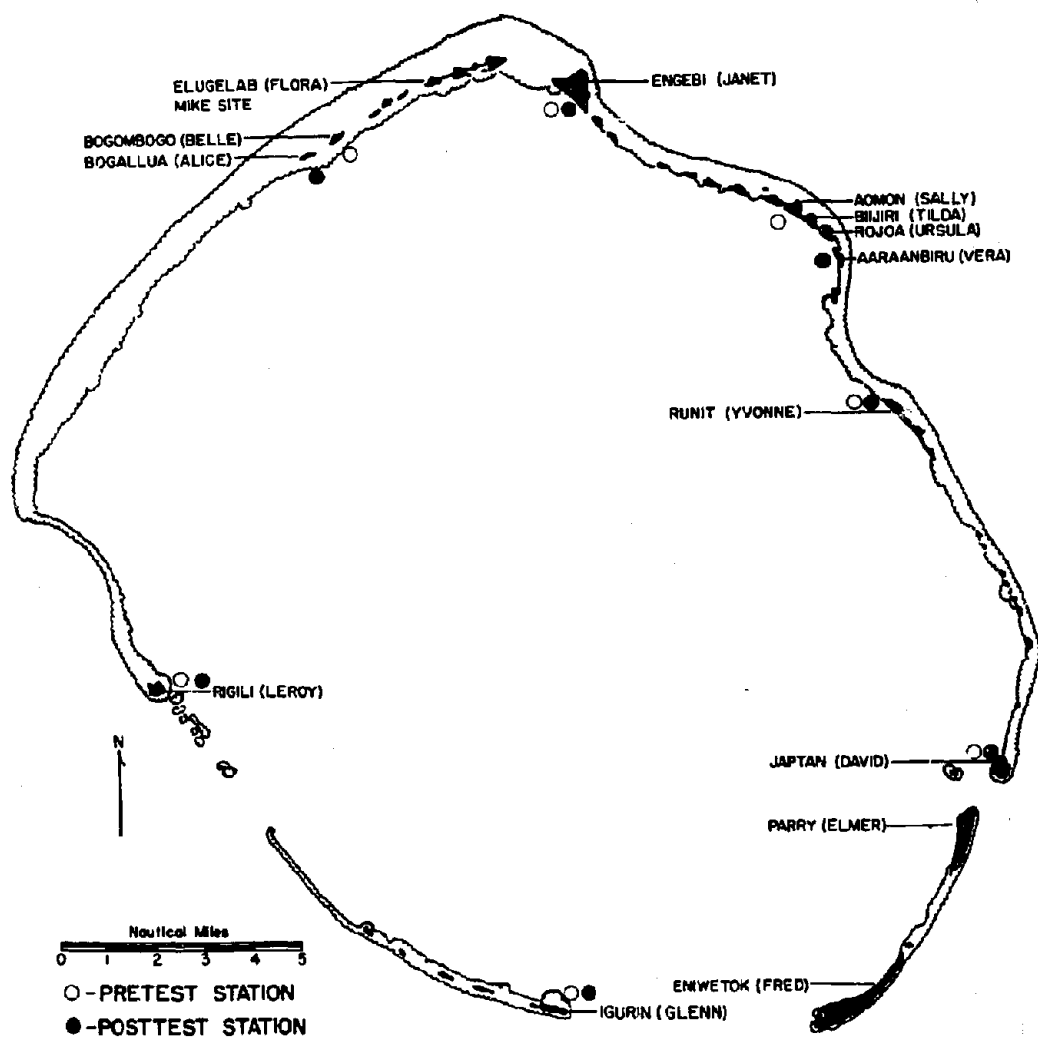 ELUGELAB (FLORA)
MIKE SITE
ENGEBI (JANET)
BOGOMBOGO (BELLE)
BOGALLUA (ALICE)
AOMON (SALLY)
BIIJIRI (TILDA)
ROJOA (URSULA)
AARAANBIRU (VERA)
RUNIT (YVONNE)
RIGILI (LEROY)
N
JAPTAN (DAVID)
PARRY (ELMER)
Nautical Miles
0 1 2 3 4 5
ENIWETOK (FRED)
-PRETEST STATION
IGURIN (GLENN)
-POSTTEST STATION